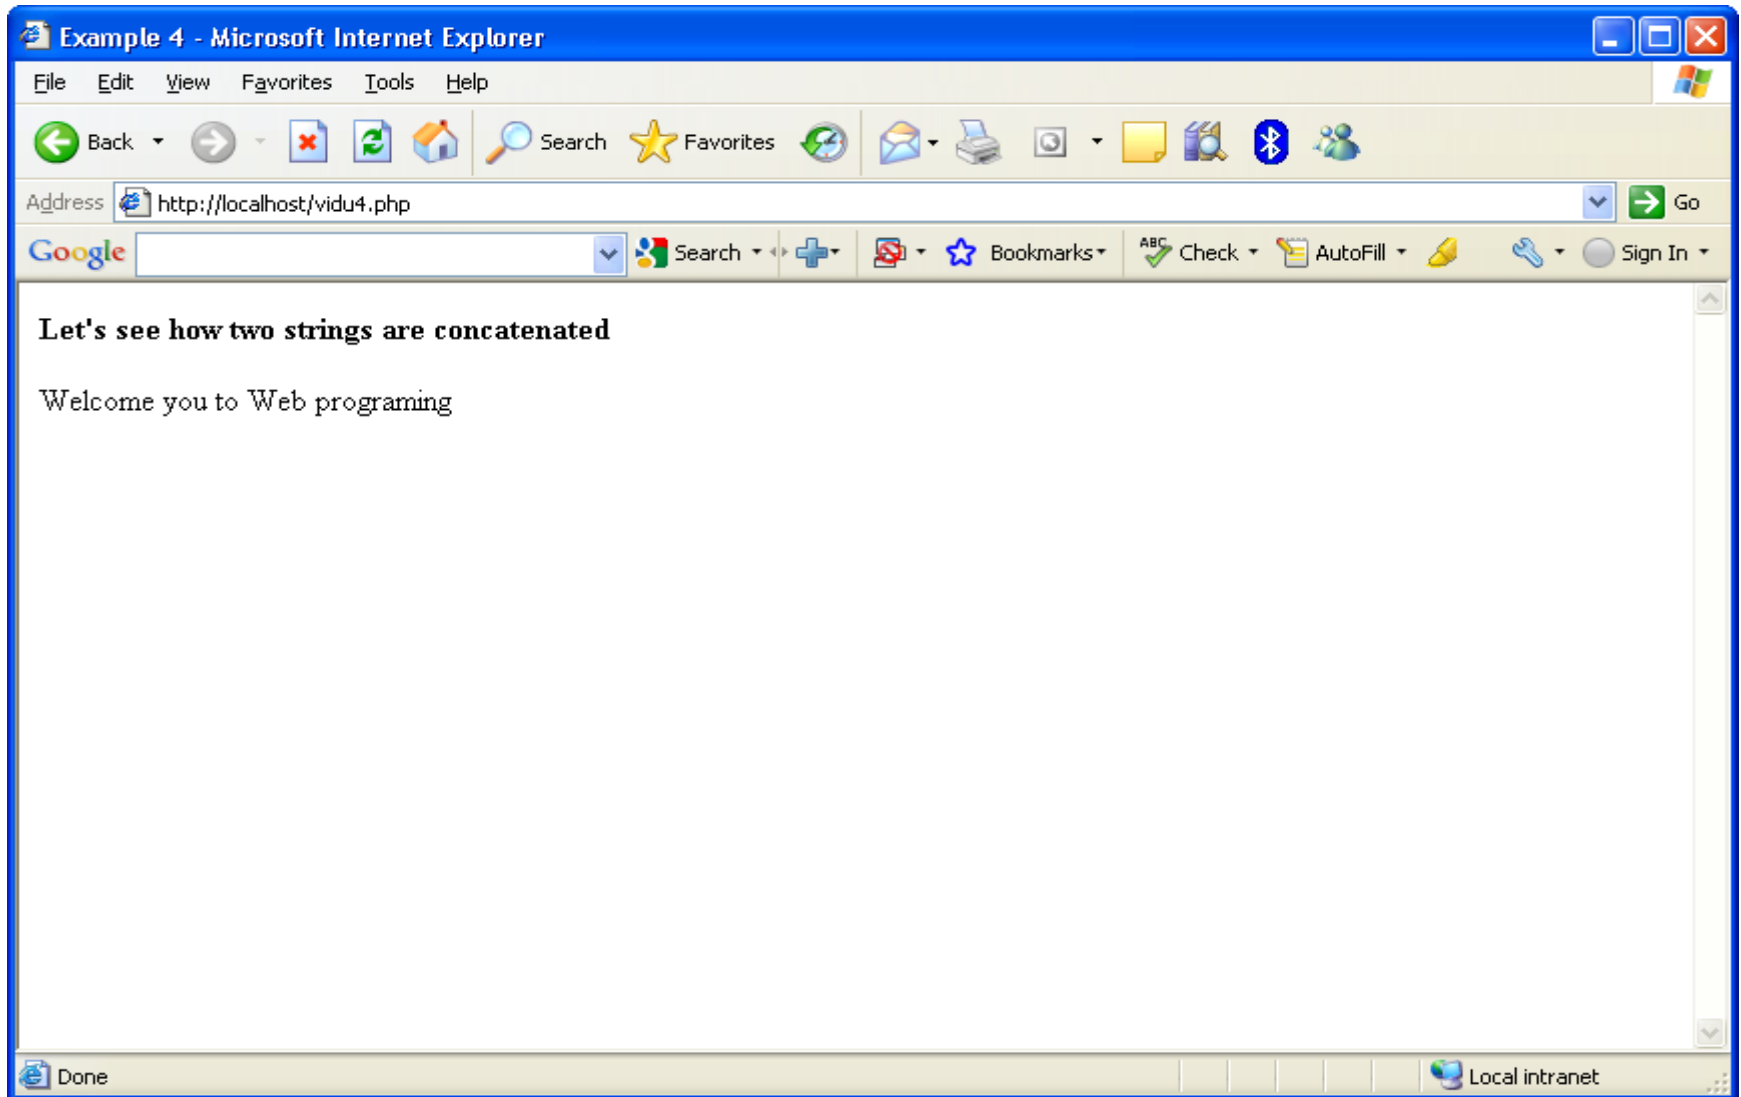 Example 4 - Microsoft Internet Explorer
File Edit View Favorites Tools Help
Back Search Favorites
Address http://localhost/vidu4.php Go
Google Search Bookmarks ABC Check AutoFill Sign In
Let's see how two strings are concatenated
Welcome you to Web programing
Done Local intranet